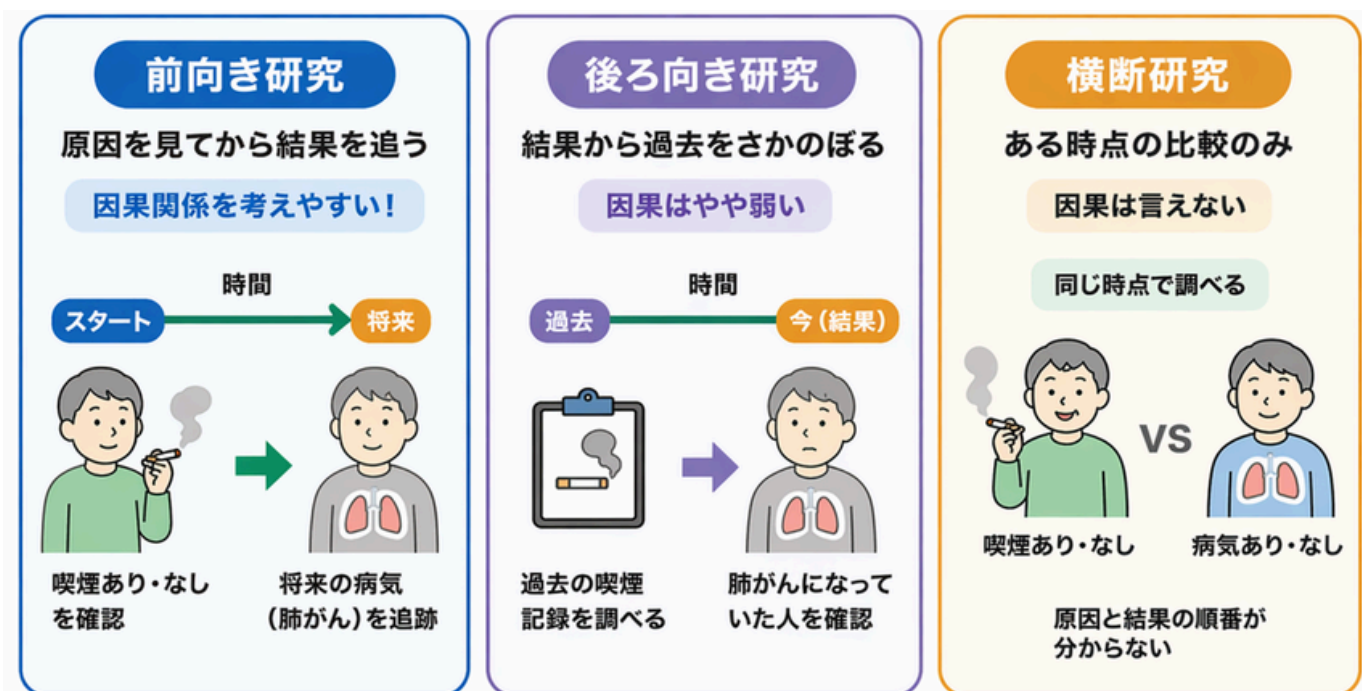 前向き研究
原因を見てから結果を追う
因果関係を考えやすい！
時間
スタート
将来
喫煙あり・なし
を確認
将来の病気
（肺がん）を追跡
後ろ向き研究
結果から過去をさかのぼる
因果はやや弱い
時間
過去
今（結果）
過去の喫煙
記録を調べる
肺がんになって
いた人を確認
横断研究
ある時点の比較のみ
因果は言えない
同じ時点で調べる
VS
喫煙あり・なし
病気あり・なし
原因と結果の順番が
分からない